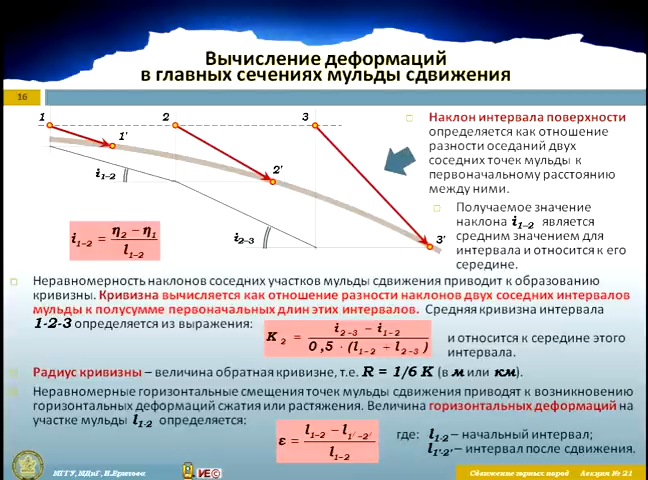 Вычисление деформаций
в главных сечениях мульды сдвижения
16
1 2 3
1'
2'
3'
i₁₋₂
i₂₋₃
i₁₋₂ = (η₂ − η₁) / l₁₋₂
Наклон интервала поверхности
определяется как отношение
разности оседаний двух
соседних точек мульды к
первоначальному расстоянию
между ними.
Получаемое значение
наклона i₁₋₂ является
средним значением для
интервала и относится к его
середине.
Неравномерность наклонов соседних участков мульды сдвижения приводит к образованию
кривизны. Кривизна вычисляется как отношение разности наклонов двух соседних интервалов
мульды к полусумме первоначальных длин этих интервалов. Средняя кривизна интервала
1-2-3 определяется из выражения:
K₂ = (i₂₋₃ − i₁₋₂) / (0,5 · (l₁₋₂ + l₂₋₃))
и относится к середине этого
интервала.
Радиус кривизны – величина обратная кривизне, т.е. R = 1/6 K (в м или км).
Неравномерные горизонтальные смещения точек мульды сдвижения приводят к возникновению
горизонтальных деформаций сжатия или растяжения. Величина горизонтальных деформаций на
участке мульды l₁₋₂ определяется:
ε = (l₁₋₂ − l₁'₋₂') / l₁₋₂
где: l₁₋₂ – начальный интервал;
l₁'₋₂' – интервал после сдвижения.
МГГУ, МДиГ,
ИЕ©
Сдвижение горных пород Лекция № 21